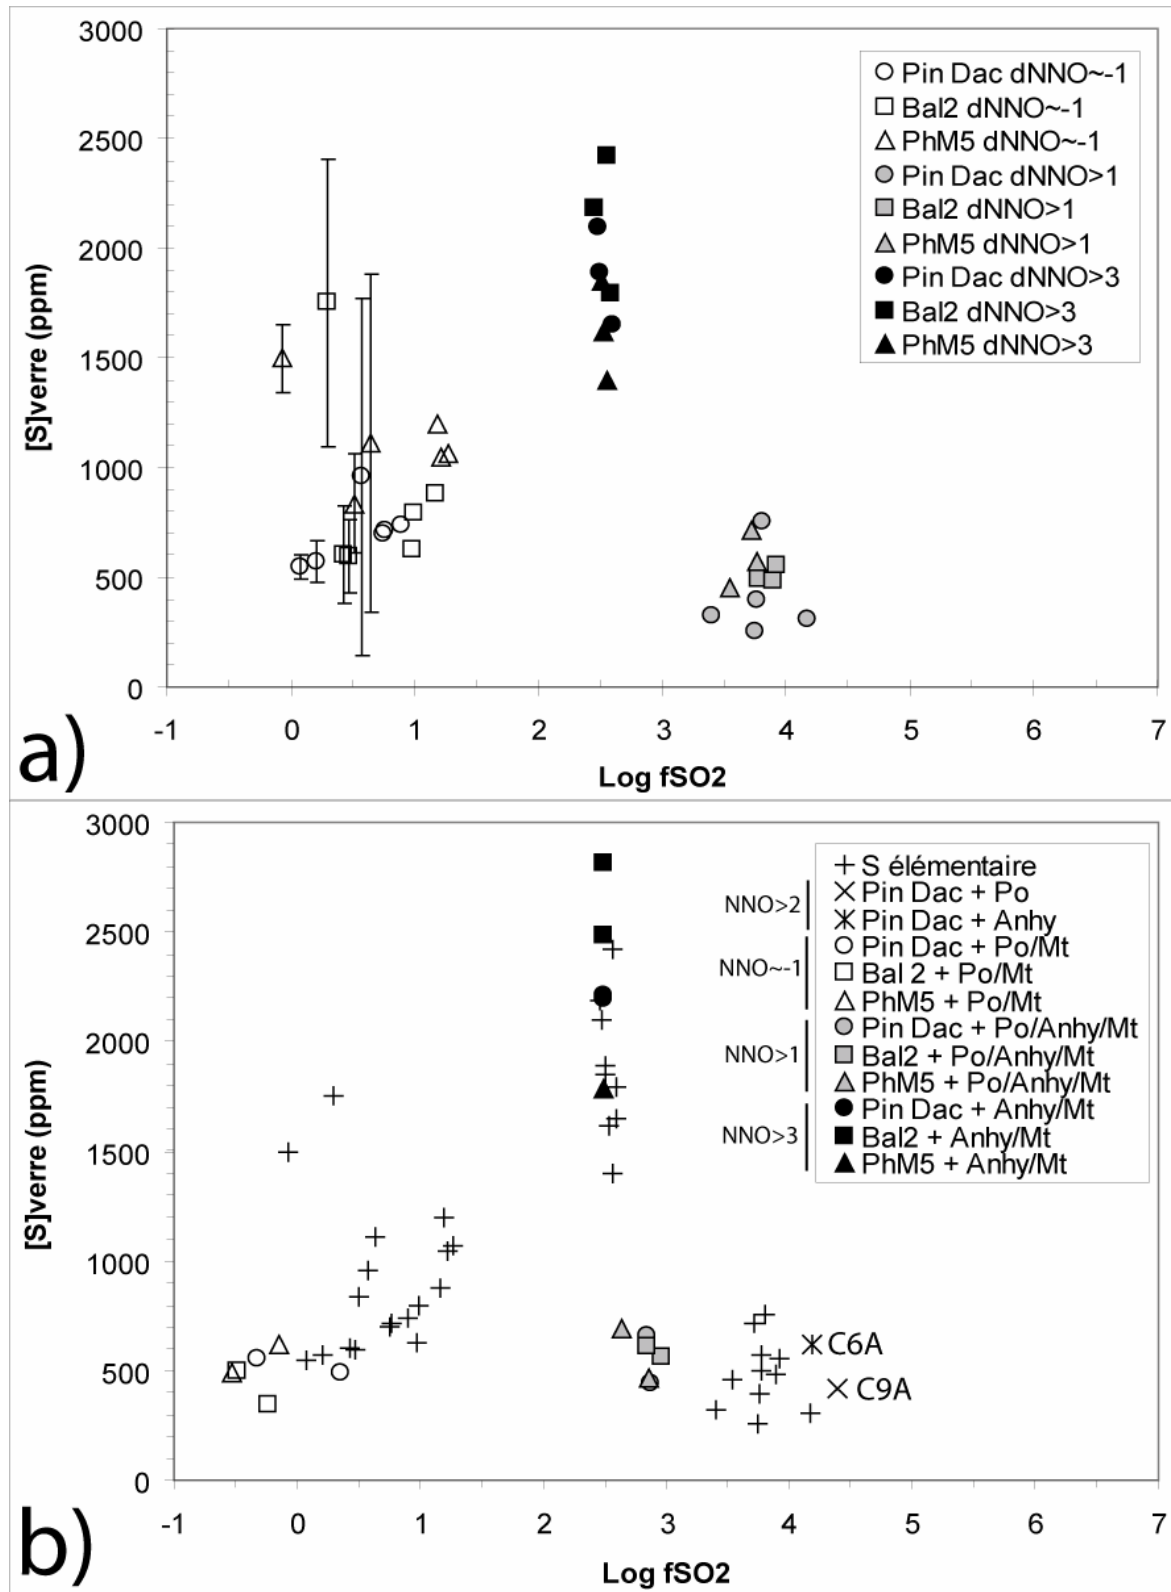 3000
2500
2000
1500
1000
500
0
[S]verre (ppm)
Pin Dac dNNO~-1
Bal2 dNNO~-1
PhM5 dNNO~-1
Pin Dac dNNO>1
Bal2 dNNO>1
PhM5 dNNO>1
Pin Dac dNNO>3
Bal2 dNNO>3
PhM5 dNNO>3
-1 0 1 2 3 4 5 6 7
Log fSO2
a)
3000
2500
2000
1500
1000
500
0
[S]verre (ppm)
S élémentaire
NNO>2
Pin Dac + Po
Pin Dac + Anhy
NNO~-1
Pin Dac + Po/Mt
Bal 2 + Po/Mt
PhM5 + Po/Mt
NNO>1
Pin Dac + Po/Anhy/Mt
Bal2 + Po/Anhy/Mt
PhM5 + Po/Anhy/Mt
NNO>3
Pin Dac + Anhy/Mt
Bal2 + Anhy/Mt
PhM5 + Anhy/Mt
C6A
C9A
-1 0 1 2 3 4 5 6 7
Log fSO2
b)